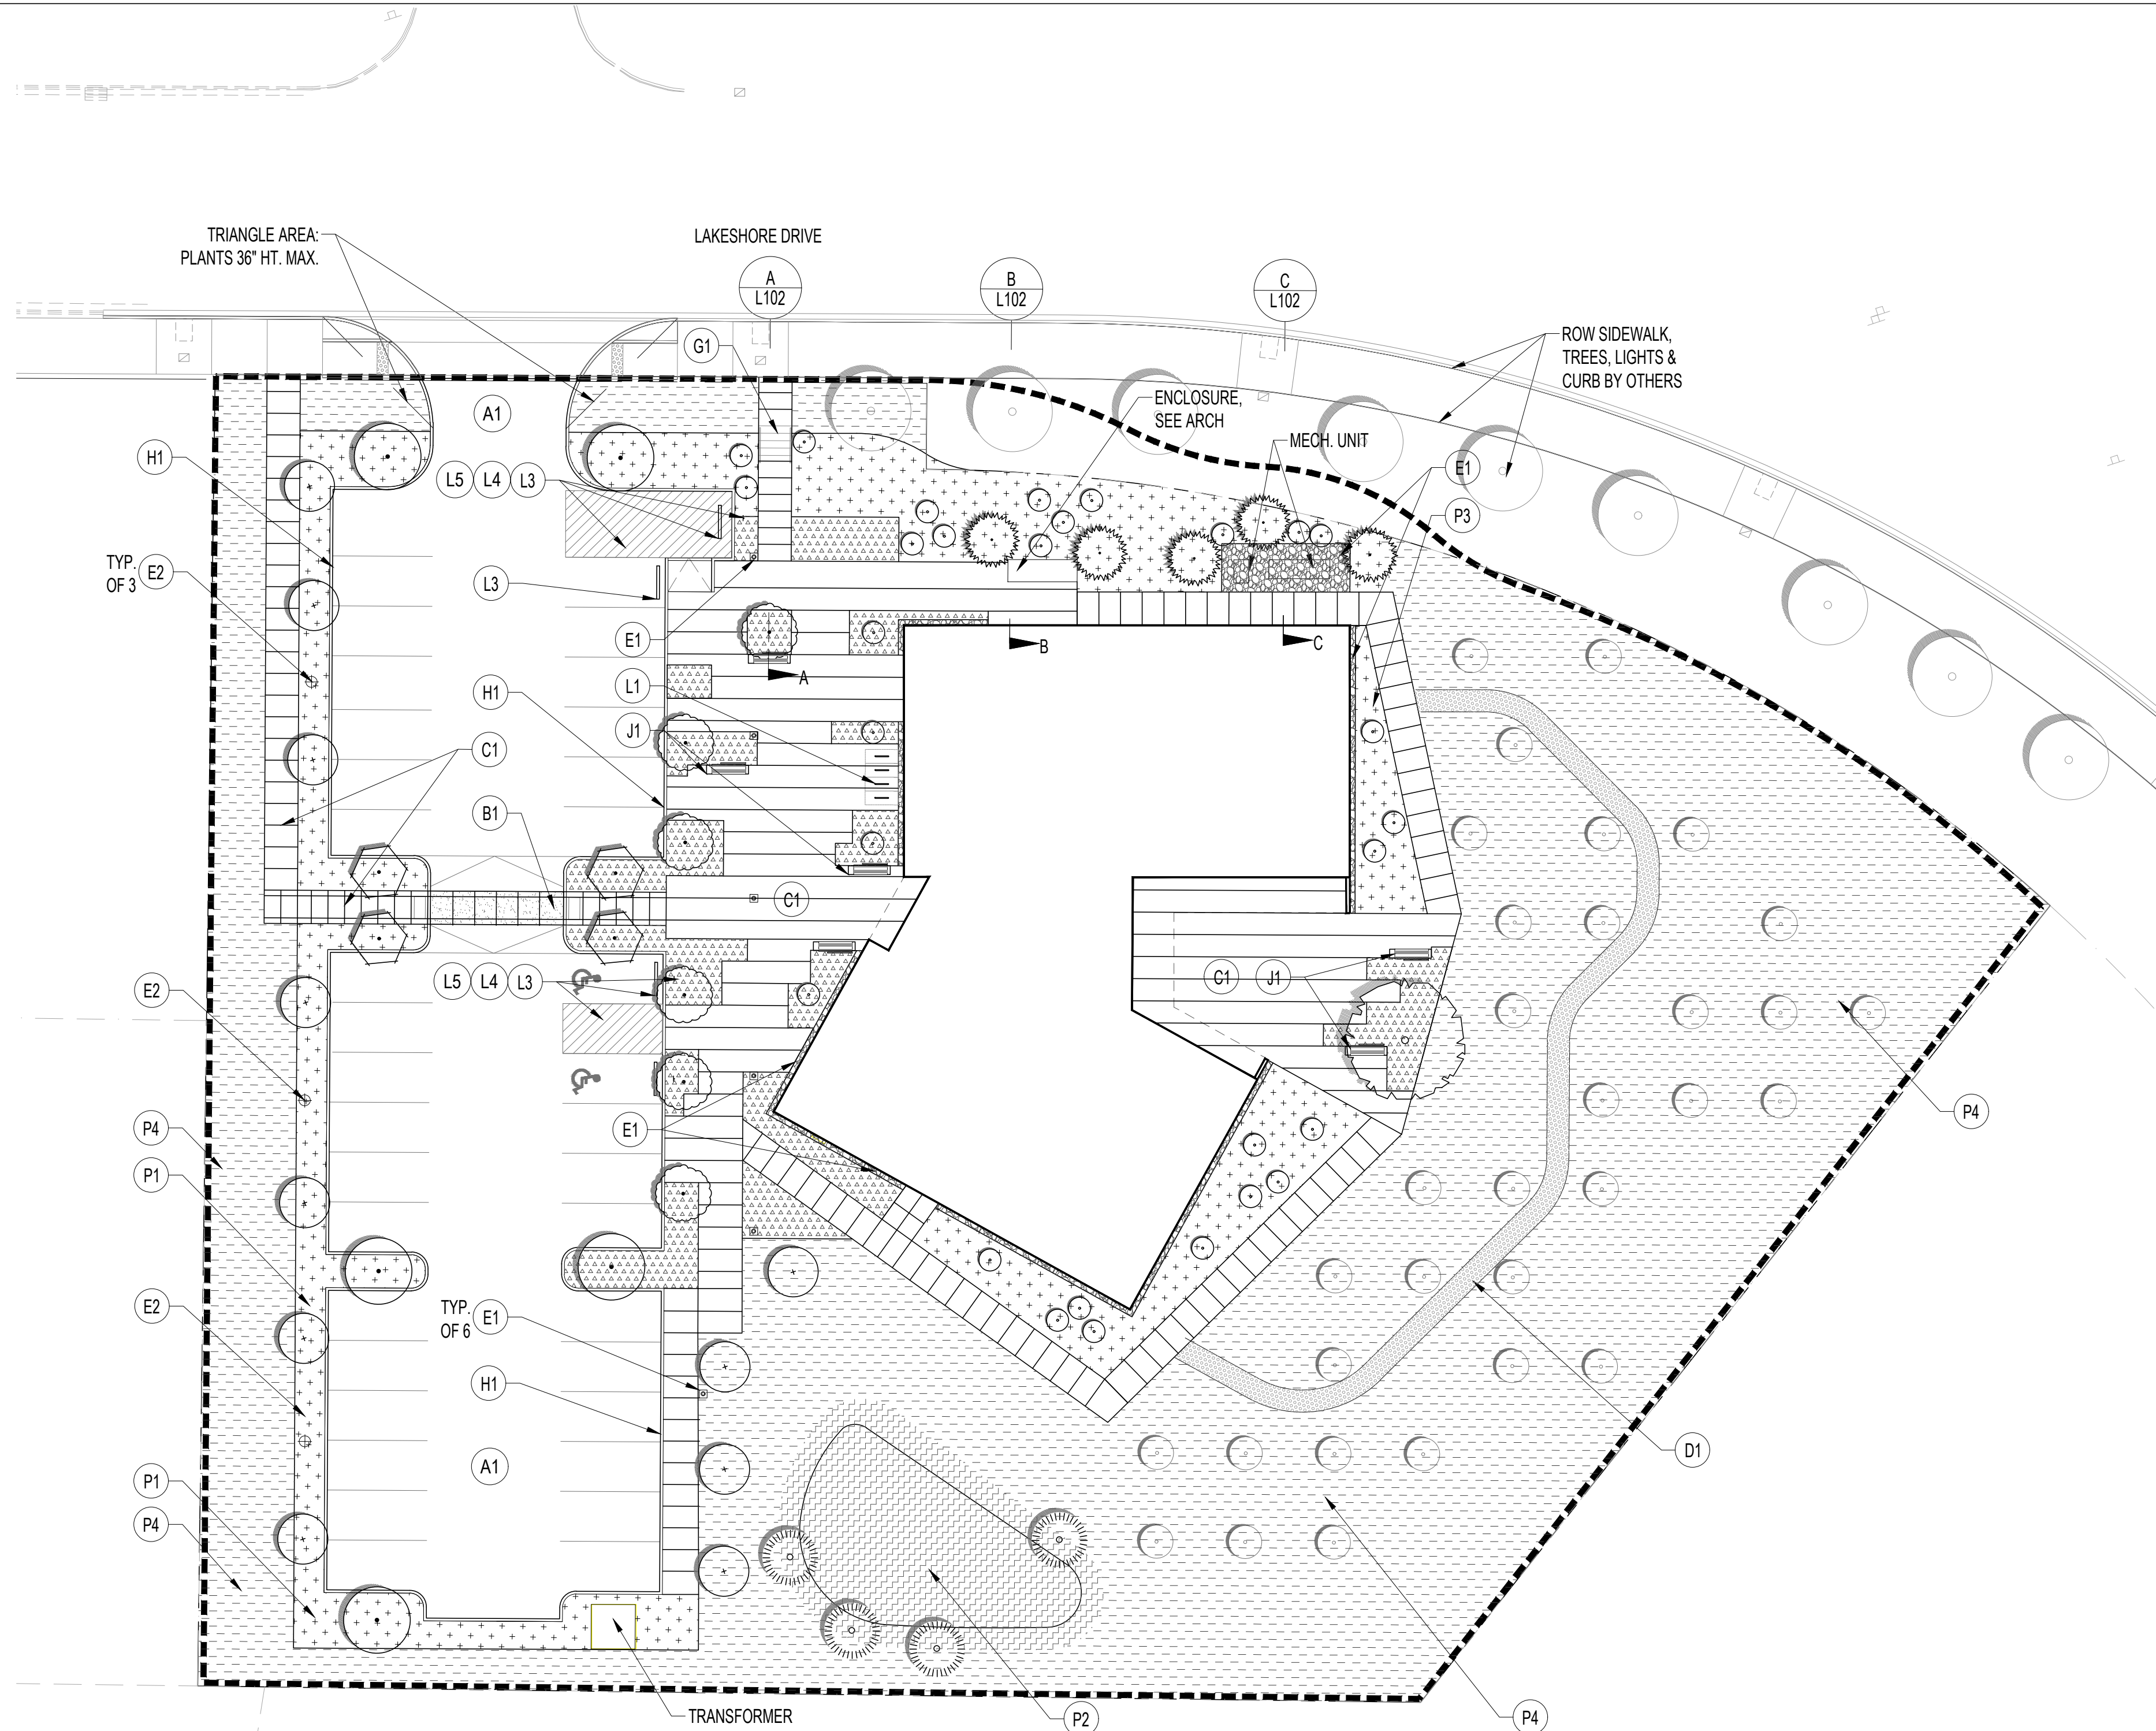 TRIANGLE AREA:
PLANTS 36" HT. MAX.
LAKESHORE DRIVE
A
L102
B
L102
C
L102
G1
ROW SIDEWALK,
TREES, LIGHTS &
CURB BY OTHERS
A1
ENCLOSURE,
SEE ARCH
MECH. UNIT
H1
L5 L4 L3
E1
P3
TYP.
OF 3
E2
L3
E1
B
C
A
H1
L1
J1
C1
B1
C1
L5 L4 L3
C1 J1
E2
P4
P4
E1
P1
E2
TYP.
OF 6
E1
H1
D1
A1
P1
P4
TRANSFORMER
P2
P4